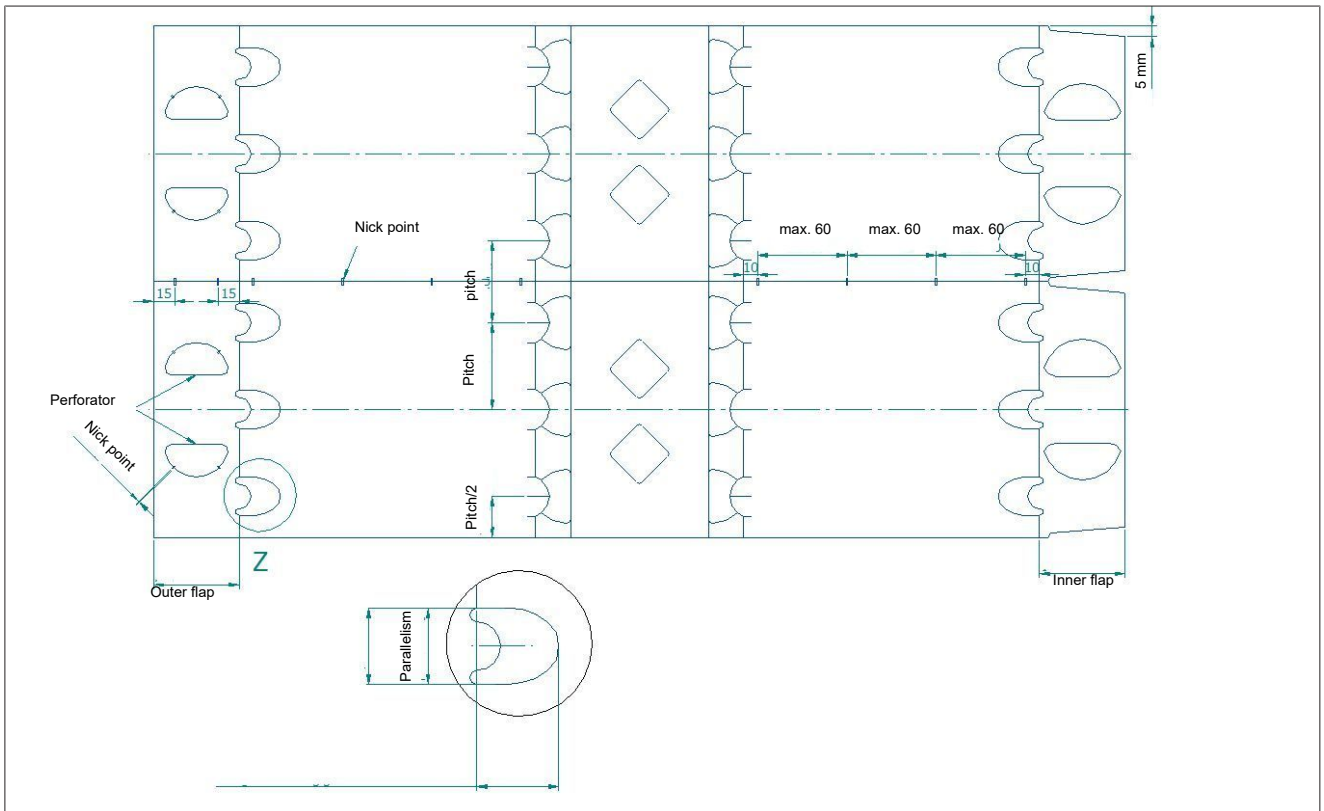 5 mm
Nick point
max. 60
max. 60
max. 60
10
10
15
15
pitch
Pitch
Perforator
Nick point
Pitch/2
Z
Outer flap
Inner flap
Parallelism